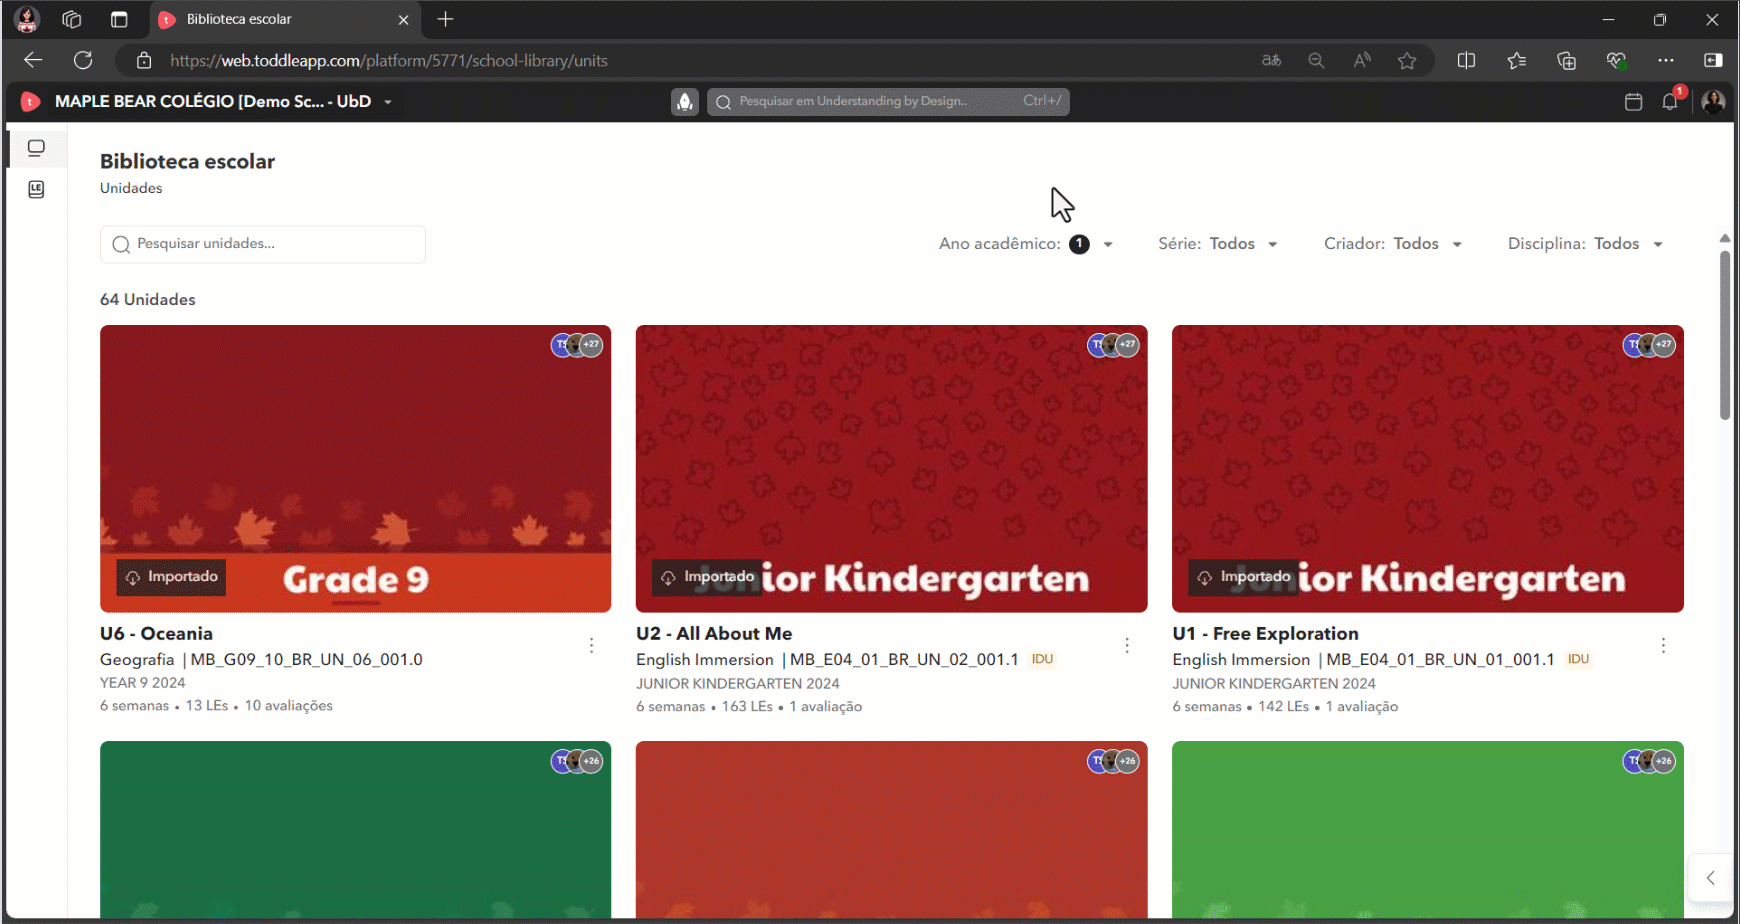 Biblioteca escolar
https://web.toddleapp.com/platform/5771/school-library/units
MAPLE BEAR COLÉGIO [Demo Sc... - UbD
Pesquisar em Understanding by Design.. Ctrl+/
1
LE
Biblioteca escolar
Unidades
Pesquisar unidades...
Ano acadêmico: 1
Série: Todos
Criador: Todos
Disciplina: Todos
64 Unidades
+27
Importado
Grade 9
U6 - Oceania
Geografia | MB_G09_10_BR_UN_06_001.0
YEAR 9 2024
6 semanas • 13 LEs • 10 avaliações
+27
Importado
ior Kindergarten
U2 - All About Me
English Immersion | MB_E04_01_BR_UN_02_001.1 IDU
JUNIOR KINDERGARTEN 2024
6 semanas • 163 LEs • 1 avaliação
+27
Importado
ior Kindergarten
U1 - Free Exploration
English Immersion | MB_E04_01_BR_UN_01_001.1 IDU
JUNIOR KINDERGARTEN 2024
6 semanas • 142 LEs • 1 avaliação
+26
+26
+26